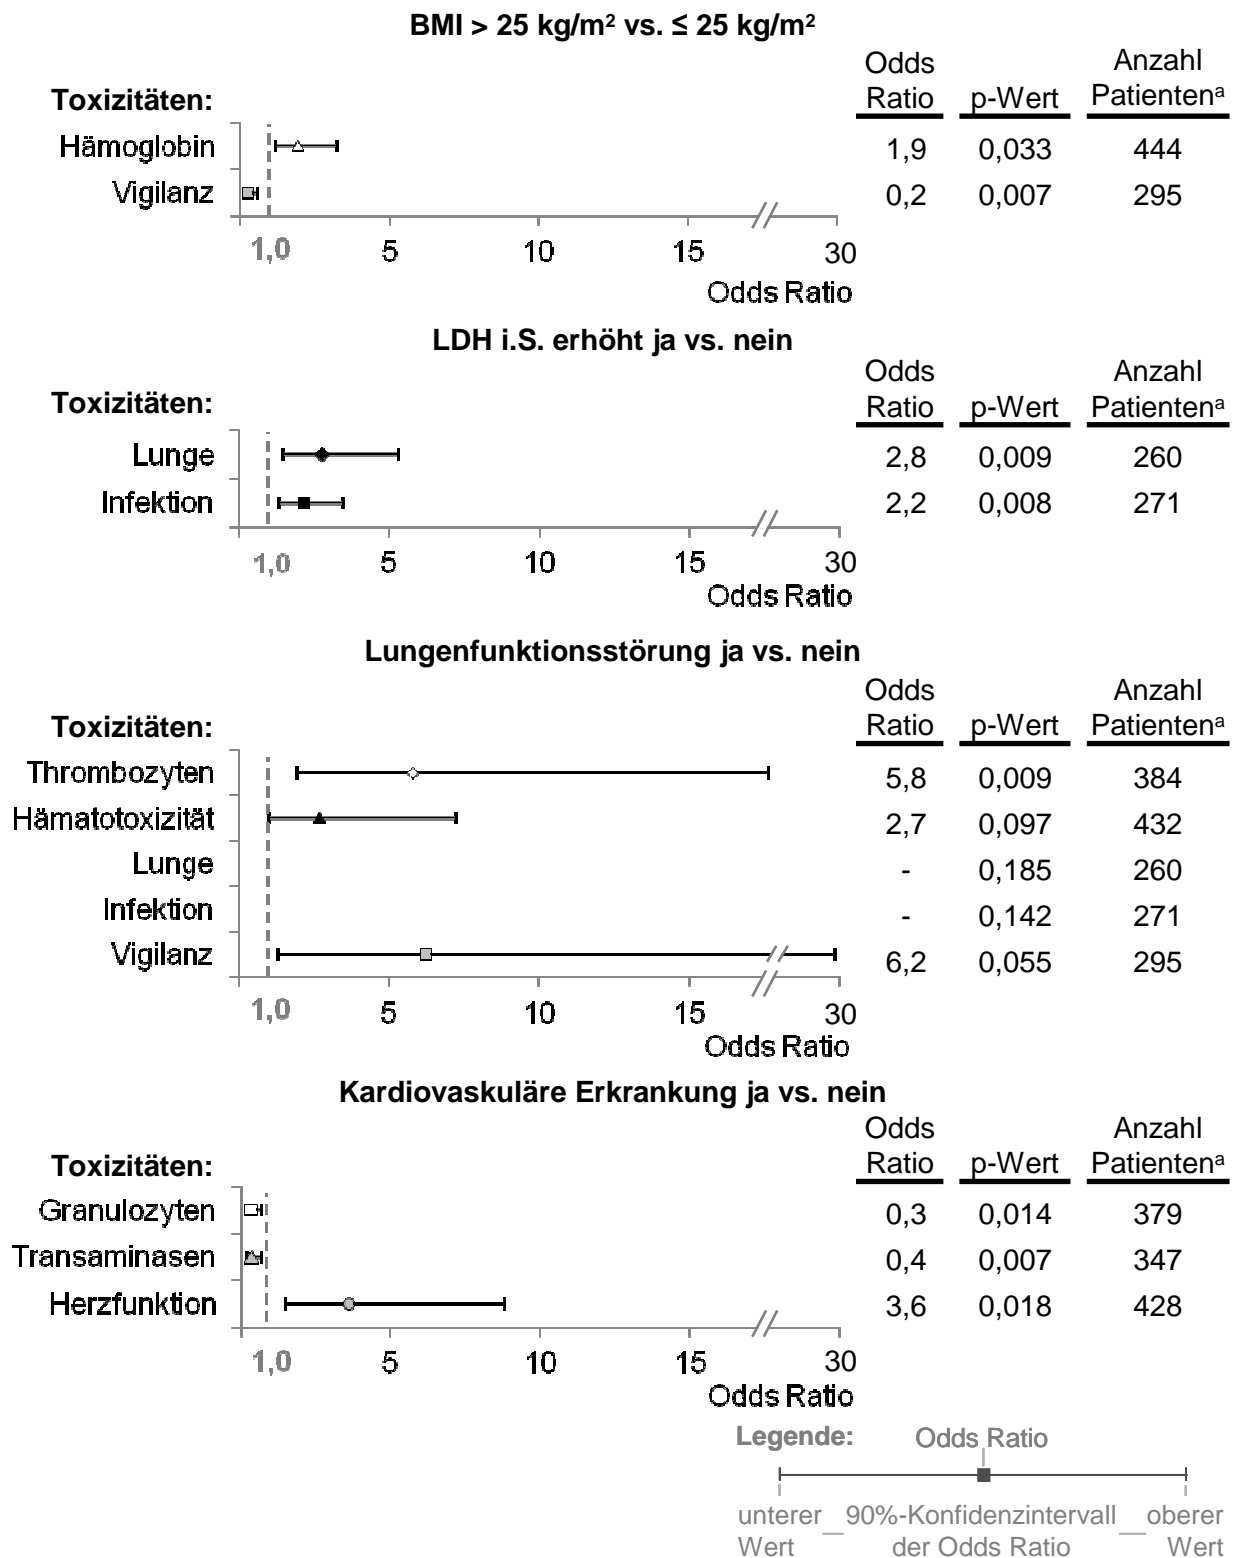 BMI > 25 kg/m² vs. ≤ 25 kg/m²
Odds Anzahl
Toxizitäten: Ratio p-Wert Patientenᵃ
Hämoglobin 1,9 0,033 444
Vigilanz 0,2 0,007 295
1,0 5 10 15 30
Odds Ratio
LDH i.S. erhöht ja vs. nein
Odds Anzahl
Toxizitäten: Ratio p-Wert Patientenᵃ
Lunge 2,8 0,009 260
Infektion 2,2 0,008 271
1,0 5 10 15 30
Odds Ratio
Lungenfunktionsstörung ja vs. nein
Odds Anzahl
Toxizitäten: Ratio p-Wert Patientenᵃ
Thrombozyten 5,8 0,009 384
Hämatotoxizität 2,7 0,097 432
Lunge - 0,185 260
Infektion - 0,142 271
Vigilanz 6,2 0,055 295
1,0 5 10 15 30
Odds Ratio
Kardiovaskuläre Erkrankung ja vs. nein
Odds Anzahl
Toxizitäten: Ratio p-Wert Patientenᵃ
Granulozyten 0,3 0,014 379
Transaminasen 0,4 0,007 347
Herzfunktion 3,6 0,018 428
1,0 5 10 15 30
Odds Ratio
Legende: Odds Ratio
unterer 90%-Konfidenzintervall oberer
Wert der Odds Ratio Wert